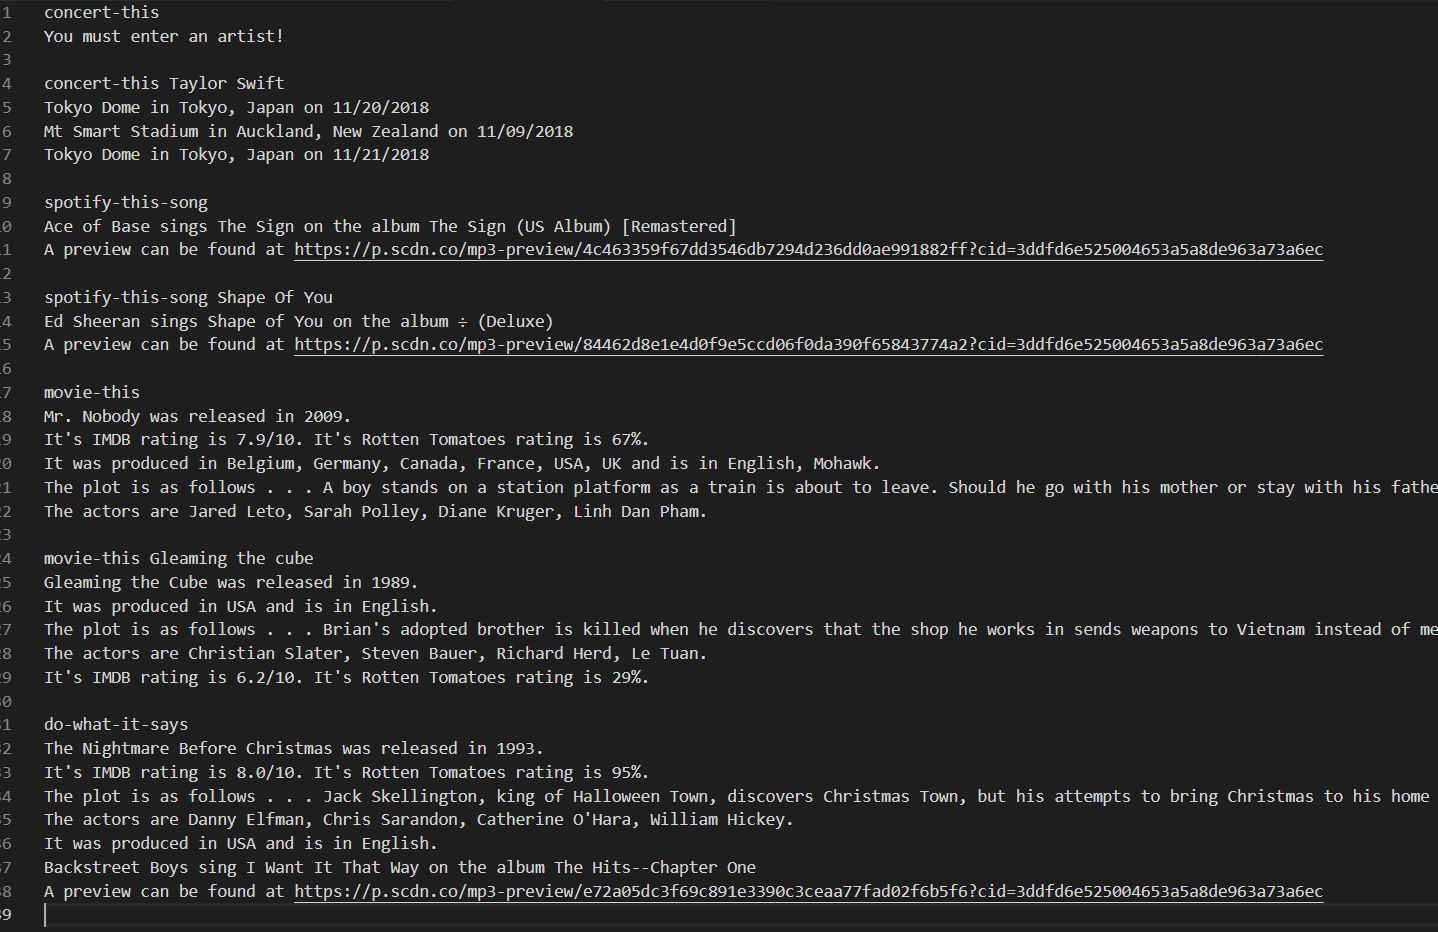 1 concert-this
2 You must enter an artist!
3
4 concert-this Taylor Swift
5 Tokyo Dome in Tokyo, Japan on 11/20/2018
6 Mt Smart Stadium in Auckland, New Zealand on 11/09/2018
7 Tokyo Dome in Tokyo, Japan on 11/21/2018
8
9 spotify-this-song
0 Ace of Base sings The Sign on the album The Sign (US Album) [Remastered]
1 A preview can be found at https://p.scdn.co/mp3-preview/4c463359f67dd3546db7294d236dd0ae991882ff?cid=3ddfd6e525004653a5a8de963a73a6ec
2
3 spotify-this-song Shape Of You
4 Ed Sheeran sings Shape of You on the album ÷ (Deluxe)
5 A preview can be found at https://p.scdn.co/mp3-preview/84462d8e1e4d0f9e5ccd06f0da390f65843774a2?cid=3ddfd6e525004653a5a8de963a73a6ec
6
7 movie-this
8 Mr. Nobody was released in 2009.
9 It's IMDB rating is 7.9/10. It's Rotten Tomatoes rating is 67%.
0 It was produced in Belgium, Germany, Canada, France, USA, UK and is in English, Mohawk.
1 The plot is as follows . . . A boy stands on a station platform as a train is about to leave. Should he go with his mother or stay with his fathe
2 The actors are Jared Leto, Sarah Polley, Diane Kruger, Linh Dan Pham.
3
4 movie-this Gleaming the cube
5 Gleaming the Cube was released in 1989.
6 It was produced in USA and is in English.
7 The plot is as follows . . . Brian's adopted brother is killed when he discovers that the shop he works in sends weapons to Vietnam instead of me
8 The actors are Christian Slater, Steven Bauer, Richard Herd, Le Tuan.
9 It's IMDB rating is 6.2/10. It's Rotten Tomatoes rating is 29%.
0
1 do-what-it-says
2 The Nightmare Before Christmas was released in 1993.
3 It's IMDB rating is 8.0/10. It's Rotten Tomatoes rating is 95%.
4 The plot is as follows . . . Jack Skellington, king of Halloween Town, discovers Christmas Town, but his attempts to bring Christmas to his home
5 The actors are Danny Elfman, Chris Sarandon, Catherine O'Hara, William Hickey.
6 It was produced in USA and is in English.
7 Backstreet Boys sing I Want It That Way on the album The Hits--Chapter One
8 A preview can be found at https://p.scdn.co/mp3-preview/e72a05dc3f69c891e3390c3ceaa77fad02f6b5f6?cid=3ddfd6e525004653a5a8de963a73a6ec
9